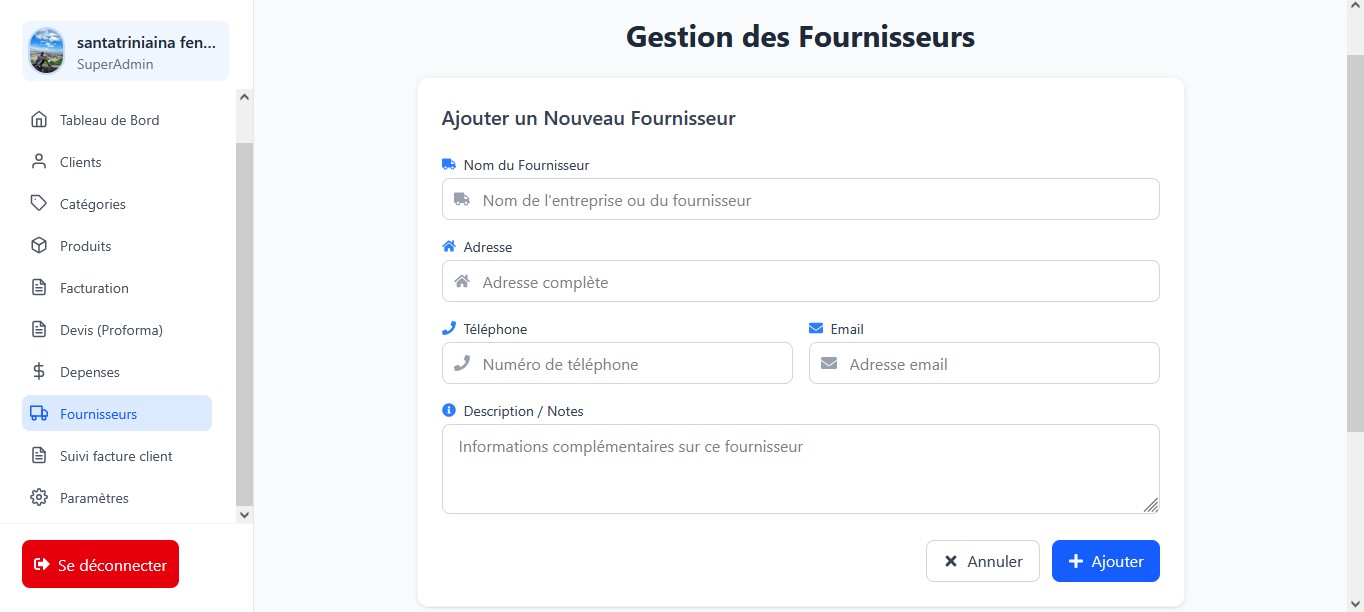 santatriniaina fen...
SuperAdmin
Tableau de Bord
Clients
Catégories
Produits
Facturation
Devis (Proforma)
Depenses
Fournisseurs
Suivi facture client
Paramètres
Se déconnecter
Gestion des Fournisseurs
Ajouter un Nouveau Fournisseur
Nom du Fournisseur
Nom de l'entreprise ou du fournisseur
Adresse
Adresse complète
Téléphone
Numéro de téléphone
Email
Adresse email
Description / Notes
Informations complémentaires sur ce fournisseur
Annuler
Ajouter